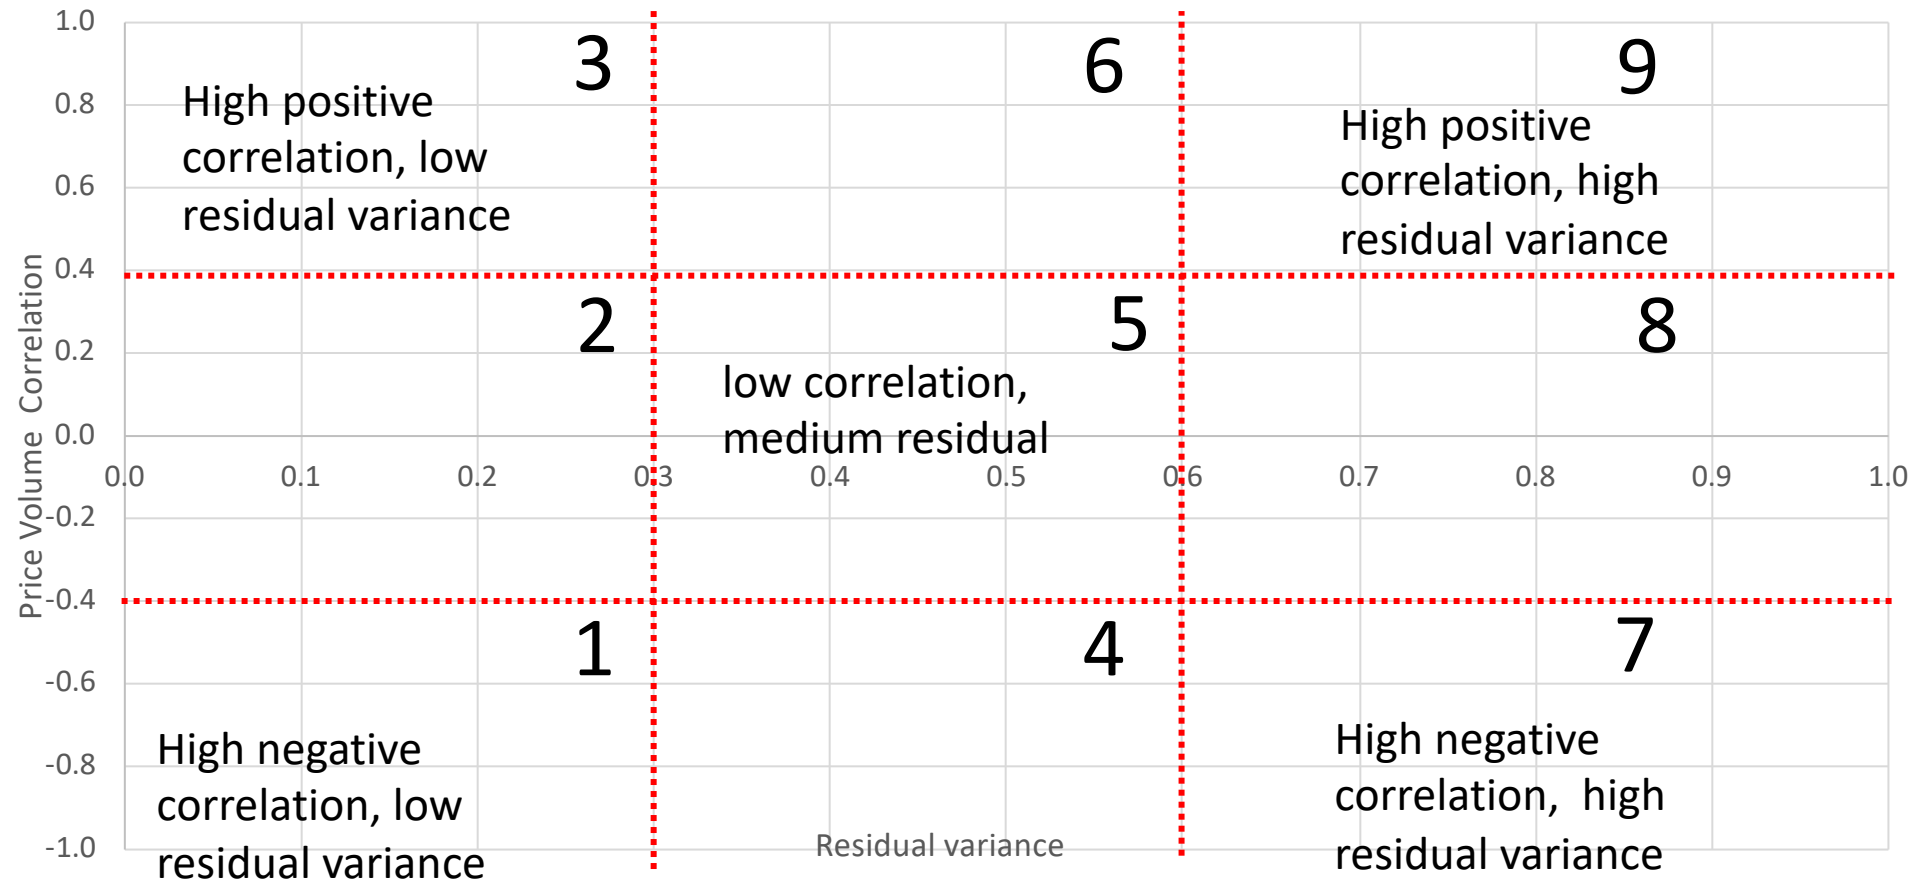 1.0
0.8
0.6
0.4
0.2
0.0
-0.2
-0.4
-0.6
-0.8
-1.0
Price Volume  Correlation
3
High positive
correlation, low
residual variance
6
9
High positive
correlation, high
residual variance
2
5
low correlation,
medium residual
8
0.0 0.1 0.2 0.3 0.4 0.5 0.6 0.7 0.8 0.9 1.0
1
High negative
correlation, low
residual variance
4
7
High negative
correlation,  high
residual variance
Residual variance